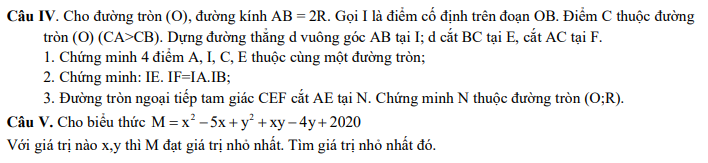 Câu IV. Cho đường tròn (O), đường kính AB = 2R. Gọi I là điểm cố định trên đoạn OB. Điểm C thuộc đường
tròn (O) (CA>CB). Dựng đường thẳng d vuông góc AB tại I; d cắt BC tại E, cắt AC tại F.
1. Chứng minh 4 điểm A, I, C, E thuộc cùng một đường tròn;
2. Chứng minh: IE. IF=IA.IB;
3. Đường tròn ngoại tiếp tam giác CEF cắt AE tại N. Chứng minh N thuộc đường tròn (O;R).
Câu V. Cho biểu thức M = x² − 5x + y² + xy − 4y + 2020
Với giá trị nào x,y thì M đạt giá trị nhỏ nhất. Tìm giá trị nhỏ nhất đó.